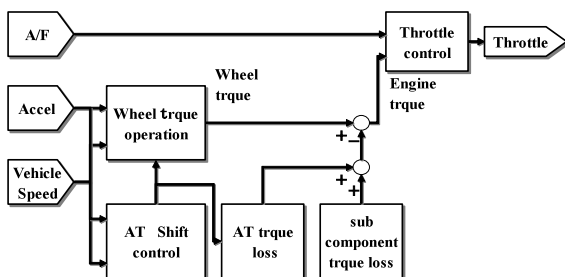 A/F
Throttle
control
Throttle
Wheel
trque
Engine
trque
Accel
Wheel trque
operation
+
−
Vehicle
Speed
+
+
AT Shift
control
AT trque
loss
sub
component
trque loss